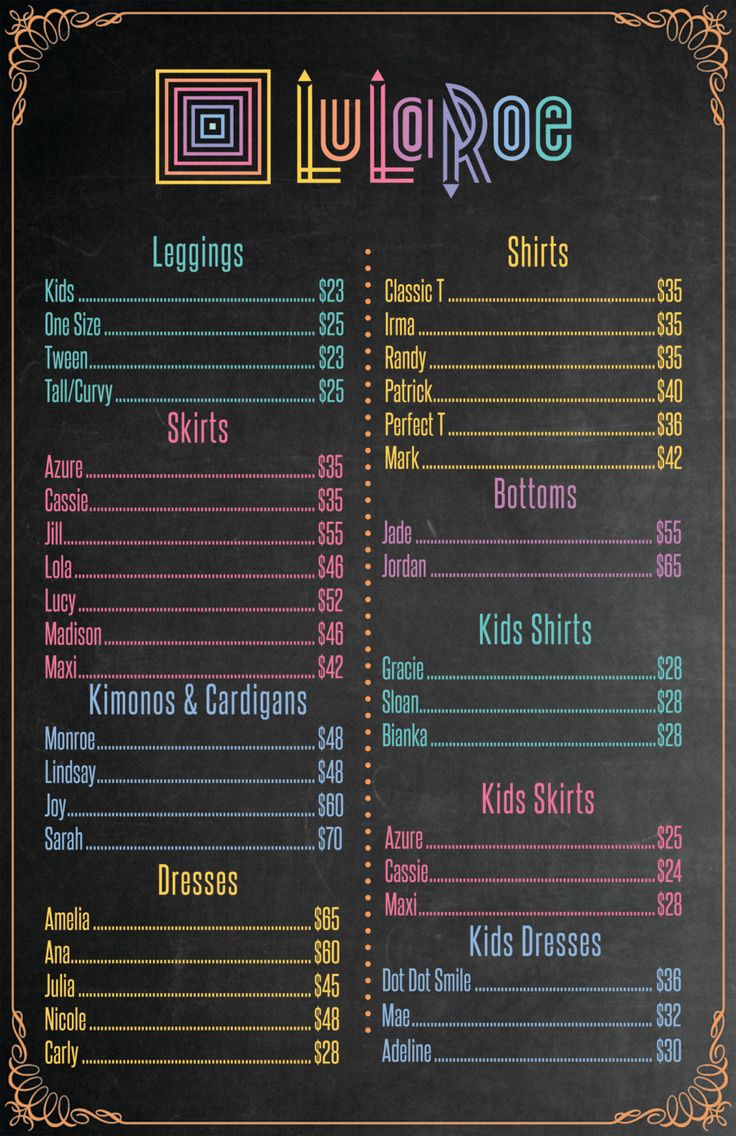 LuLaRoe
Leggings
Kids $23
One Size $25
Tween $23
Tall/Curvy $25
Skirts
Azure $35
Cassie $35
Jill $55
Lola $46
Lucy $52
Madison $46
Maxi $42
Kimonos & Cardigans
Monroe $48
Lindsay $48
Joy $60
Sarah $70
Dresses
Amelia $65
Ana $60
Julia $45
Nicole $48
Carly $28
Shirts
Classic T $35
Irma $35
Randy $35
Patrick $40
Perfect T $36
Mark $42
Bottoms
Jade $55
Jordan $65
Kids Shirts
Gracie $28
Sloan $28
Bianka $28
Kids Skirts
Azure $25
Cassie $24
Maxi $28
Kids Dresses
Dot Dot Smile $36
Mae $32
Adeline $30